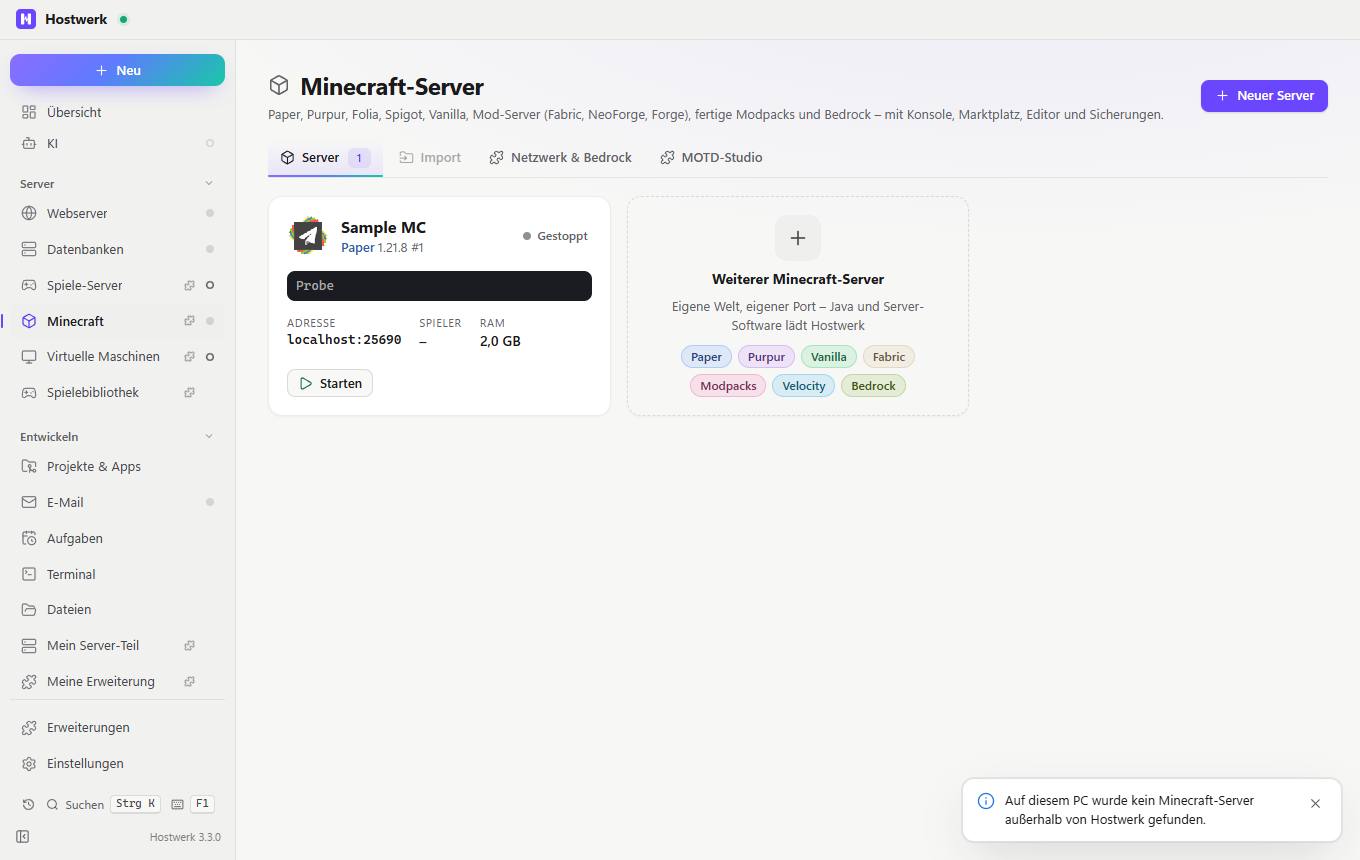 Hostwerk
Neu
Übersicht
KI
Server
Webserver
Datenbanken
Spiele-Server
Minecraft
Virtuelle Maschinen
Spielebibliothek
Entwickeln
Projekte & Apps
E-Mail
Aufgaben
Terminal
Dateien
Mein Server-Teil
Meine Erweiterung
Erweiterungen
Einstellungen
Suchen Strg K F1
Hostwerk 3.3.0
Minecraft-Server
Paper, Purpur, Folia, Spigot, Vanilla, Mod-Server (Fabric, NeoForge, Forge), fertige Modpacks und Bedrock – mit Konsole, Marktplatz, Editor und Sicherungen.
Neuer Server
Server 1 Import Netzwerk & Bedrock MOTD-Studio
Sample MC
Paper 1.21.8 #1
Gestoppt
Probe
ADRESSE SPIELER RAM
localhost:25690 – 2,0 GB
Starten
Weiterer Minecraft-Server
Eigene Welt, eigener Port – Java und Server-
Software lädt Hostwerk
Paper Purpur Vanilla Fabric
Modpacks Velocity Bedrock
Auf diesem PC wurde kein Minecraft-Server
außerhalb von Hostwerk gefunden.